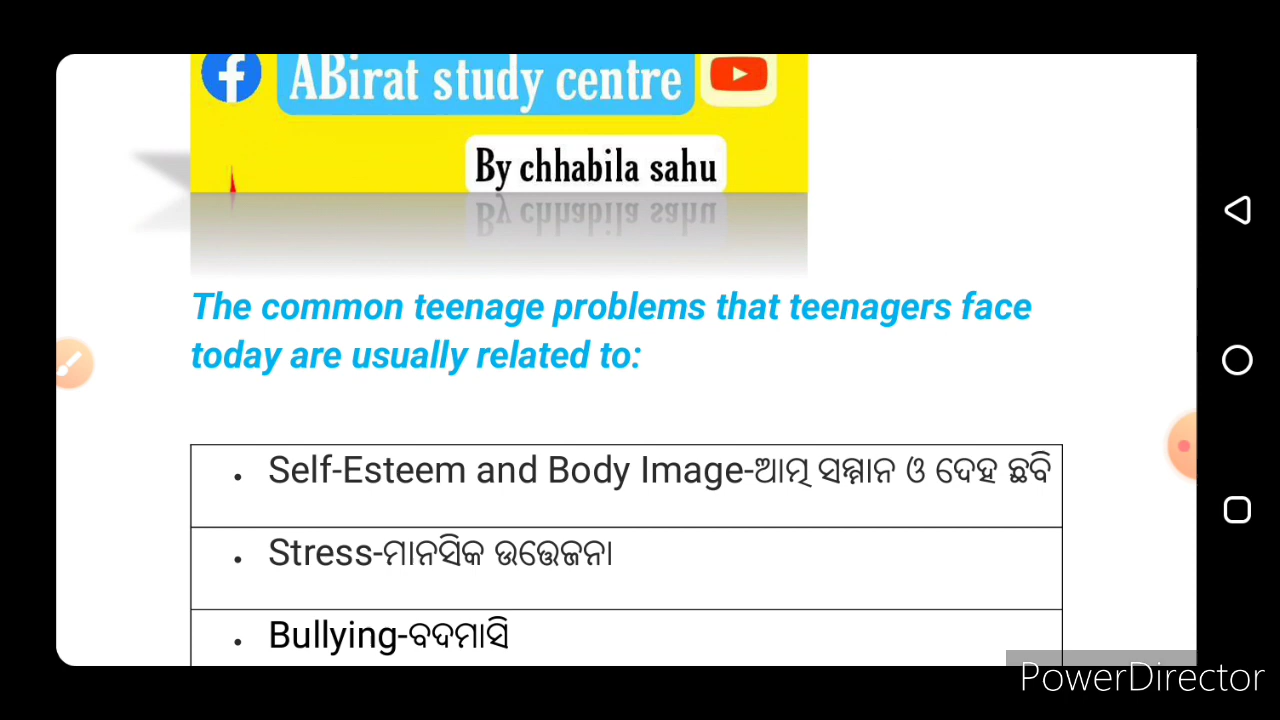 ABirat study centre
By chhabila sahu
The common teenage problems that teenagers face
today are usually related to:
• Self-Esteem and Body Image-ଆତ୍ମ ସମ୍ମାନ ଓ ଦେହ ଛବି
• Stress-ମାନସିକ ଉତ୍ତେଜନା
• Bullying-ବଦମାସି
PowerDirector